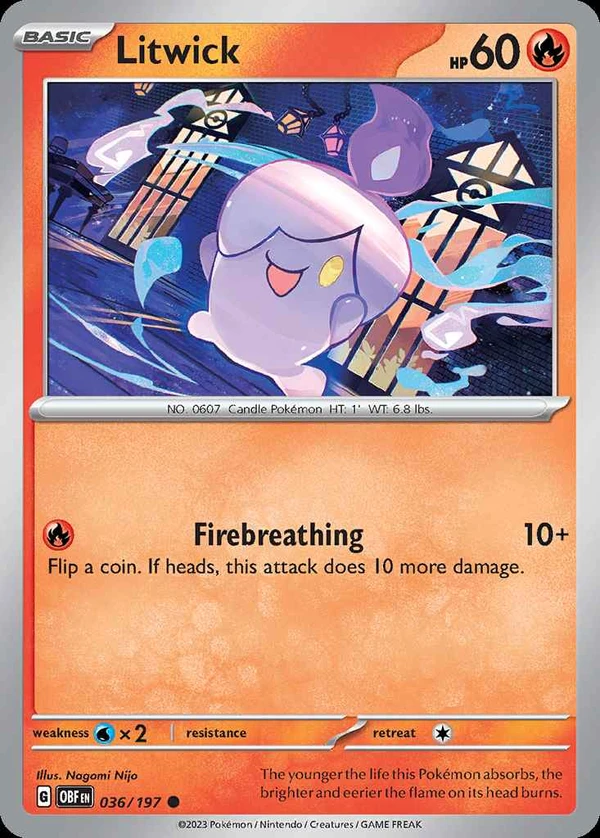 BASIC
Litwick
HP 60
NO. 0607 Candle Pokémon HT: 1' WT: 6.8 lbs.
Firebreathing 10+
Flip a coin. If heads, this attack does 10 more damage.
weakness ×2 resistance retreat
Illus. Nagomi Nijo
The younger the life this Pokémon absorbs, the
brighter and eerier the flame on its head burns.
G OBF EN 036/197
©2023 Pokémon / Nintendo / Creatures / GAME FREAK